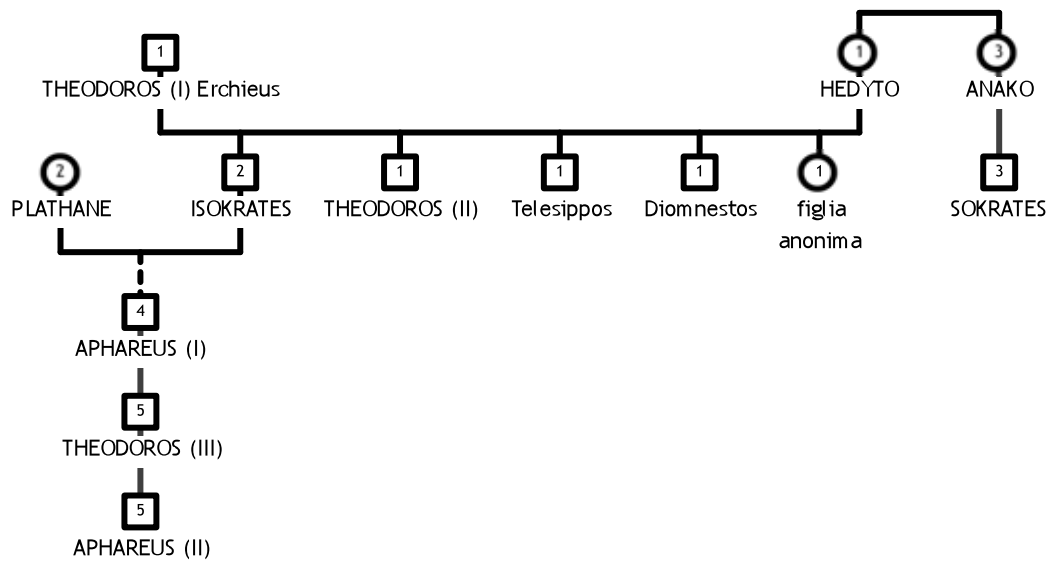 1 1 3
THEODOROS (I) Erchieus HEDYTO ANAKO
2 2 1 1 1 1 3
PLATHANE ISOKRATES THEODOROS (II) Telesippos Diomnestos figlia SOKRATES
anonima
4
APHAREUS (I)
5
THEODOROS (III)
5
APHAREUS (II)